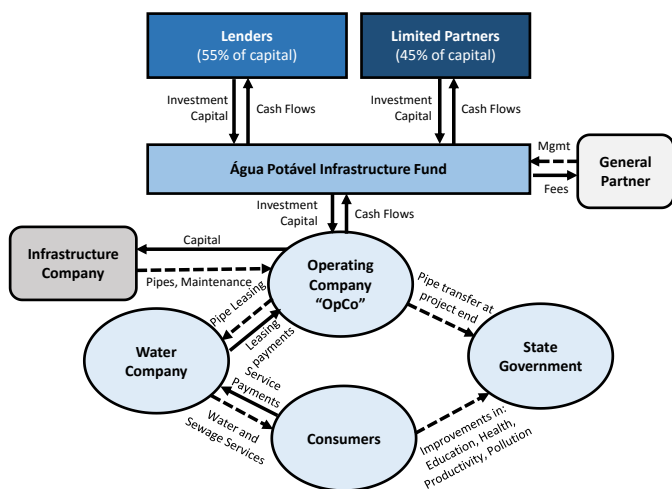 Lenders
(55% of capital)
Limited Partners
(45% of capital)
Investment
Capital
Cash Flows
Investment
Capital
Cash Flows
Água Potável Infrastructure Fund
Mgmt
Fees
General
Partner
Investment
Capital
Cash Flows
Infrastructure
Company
Capital
Pipes, Maintenance
Operating
Company
“OpCo”
Pipe Leasing
Leasing
payments
Pipe transfer at
project end
Water
Company
State
Government
Service
Payments
Water and
Sewage Services
Consumers
Improvements in:
Education, Health,
Productivity, Pollution